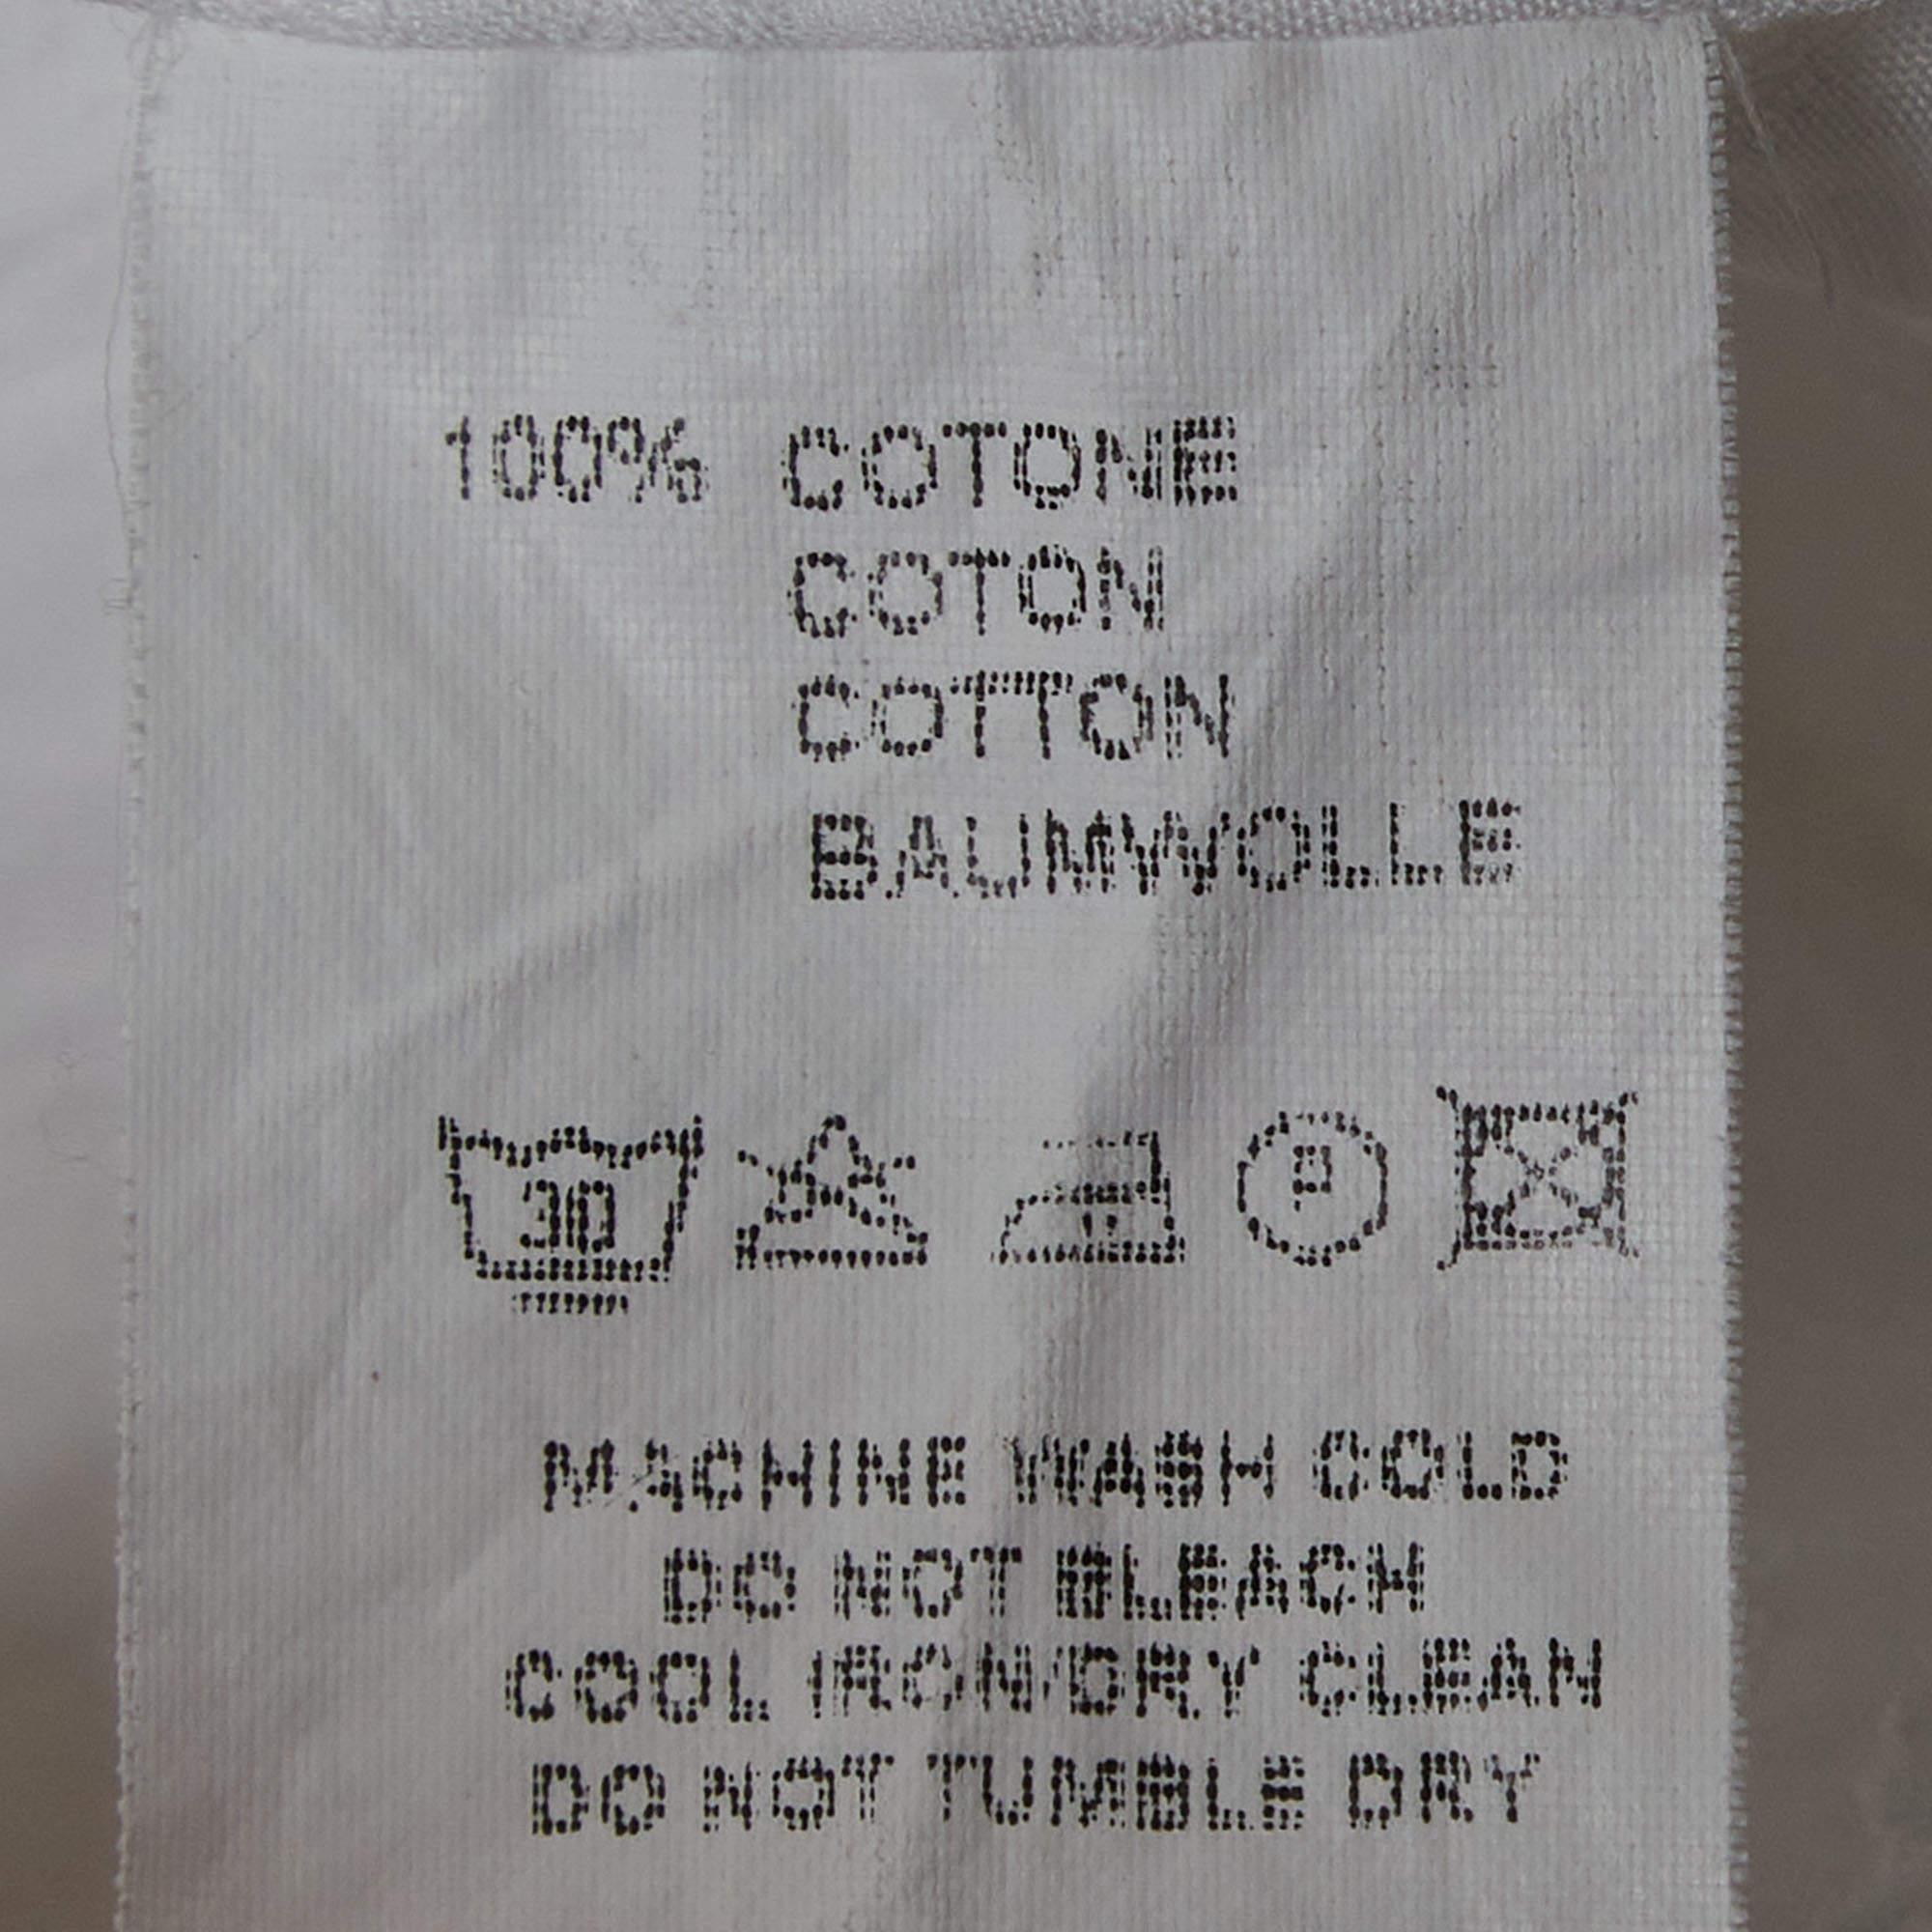 100% COTONE
COTON
COTTON
BAUMWOLLE
30 P
MACHINE WASH COLD
DO NOT BLEACH
COOL IRON/DRY CLEAN
DO NOT TUMBLE DRY